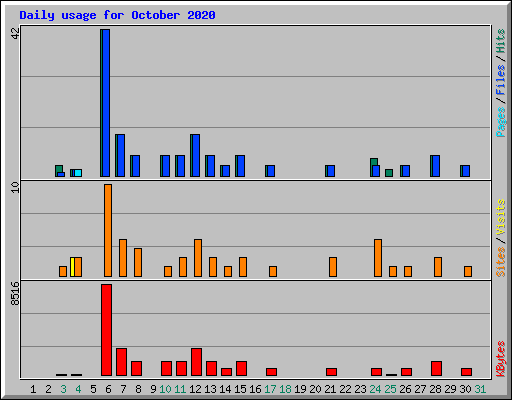 Daily usage for October 2020
42
Pages / Files / Hits
10
Sites / Visits
8516
KBytes
1 2 3 4 5 6 7 8 9 10 11 12 13 14 15 16 17 18 19 20 21 22 23 24 25 26 27 28 29 30 31